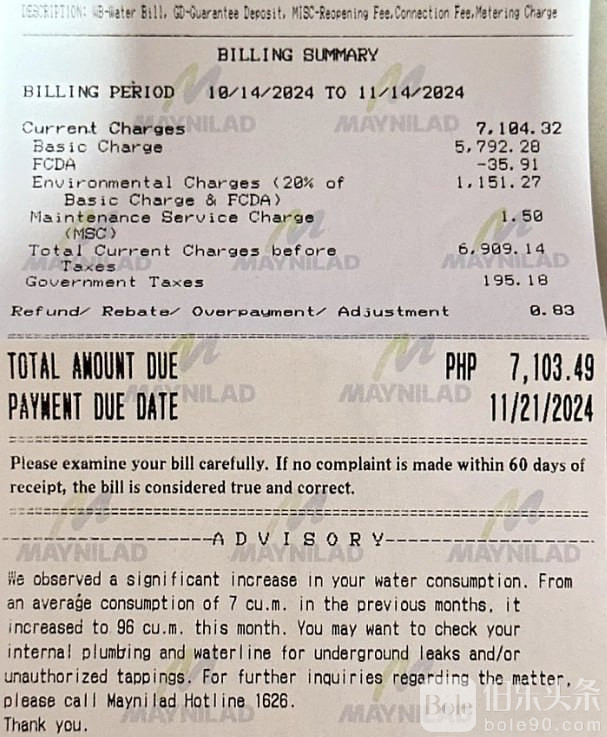 DESCRIPTION: WB-Water Bill, GD-Guarantee Deposit, MISC-Reopening Fee,Connection Fee,Metering Charge
BILLING SUMMARY
BILLING PERIOD 10/14/2024 TO 11/14/2024
Current Charges 7,104.32
Basic Charge 5,792.28
FCDA -35.91
Environmental Charges (20% of 1,151.27
Basic Charge & FCDA)
Maintenance Service Charge 1.50
(MSC)
Total Current Charges before 6,909.14
Taxes
Government Taxes 195.18
Refund/ Rebate/ Overpayment/ Adjustment 0.83
TOTAL AMOUNT DUE PHP 7,103.49
PAYMENT DUE DATE 11/21/2024
Please examine your bill carefully. If no complaint is made within 60 days of
receipt, the bill is considered true and correct.
ADVISORY
We observed a significant increase in your water consumption. From
an average consumption of 7 cu.m. in the previous months, it
increased to 96 cu.m. this month. You may want to check your
internal plumbing and waterline for underground leaks and/or
unauthorized tappings. For further inquiries regarding the matter,
please call Maynilad Hotline 1626.
Thank you.
MAYNILAD
Bole 伯乐头条
bole90.com